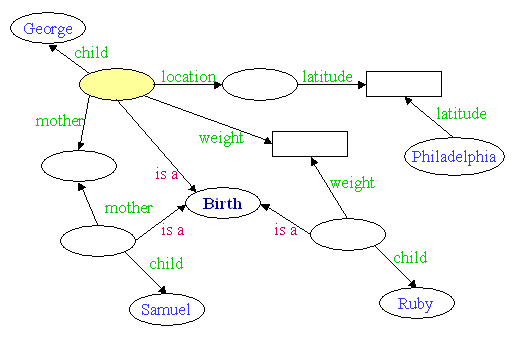 George
child
location
latitude
latitude
mother
weight
Philadelphia
is a
weight
mother
Birth
is a
is a
child
child
Samuel
Ruby